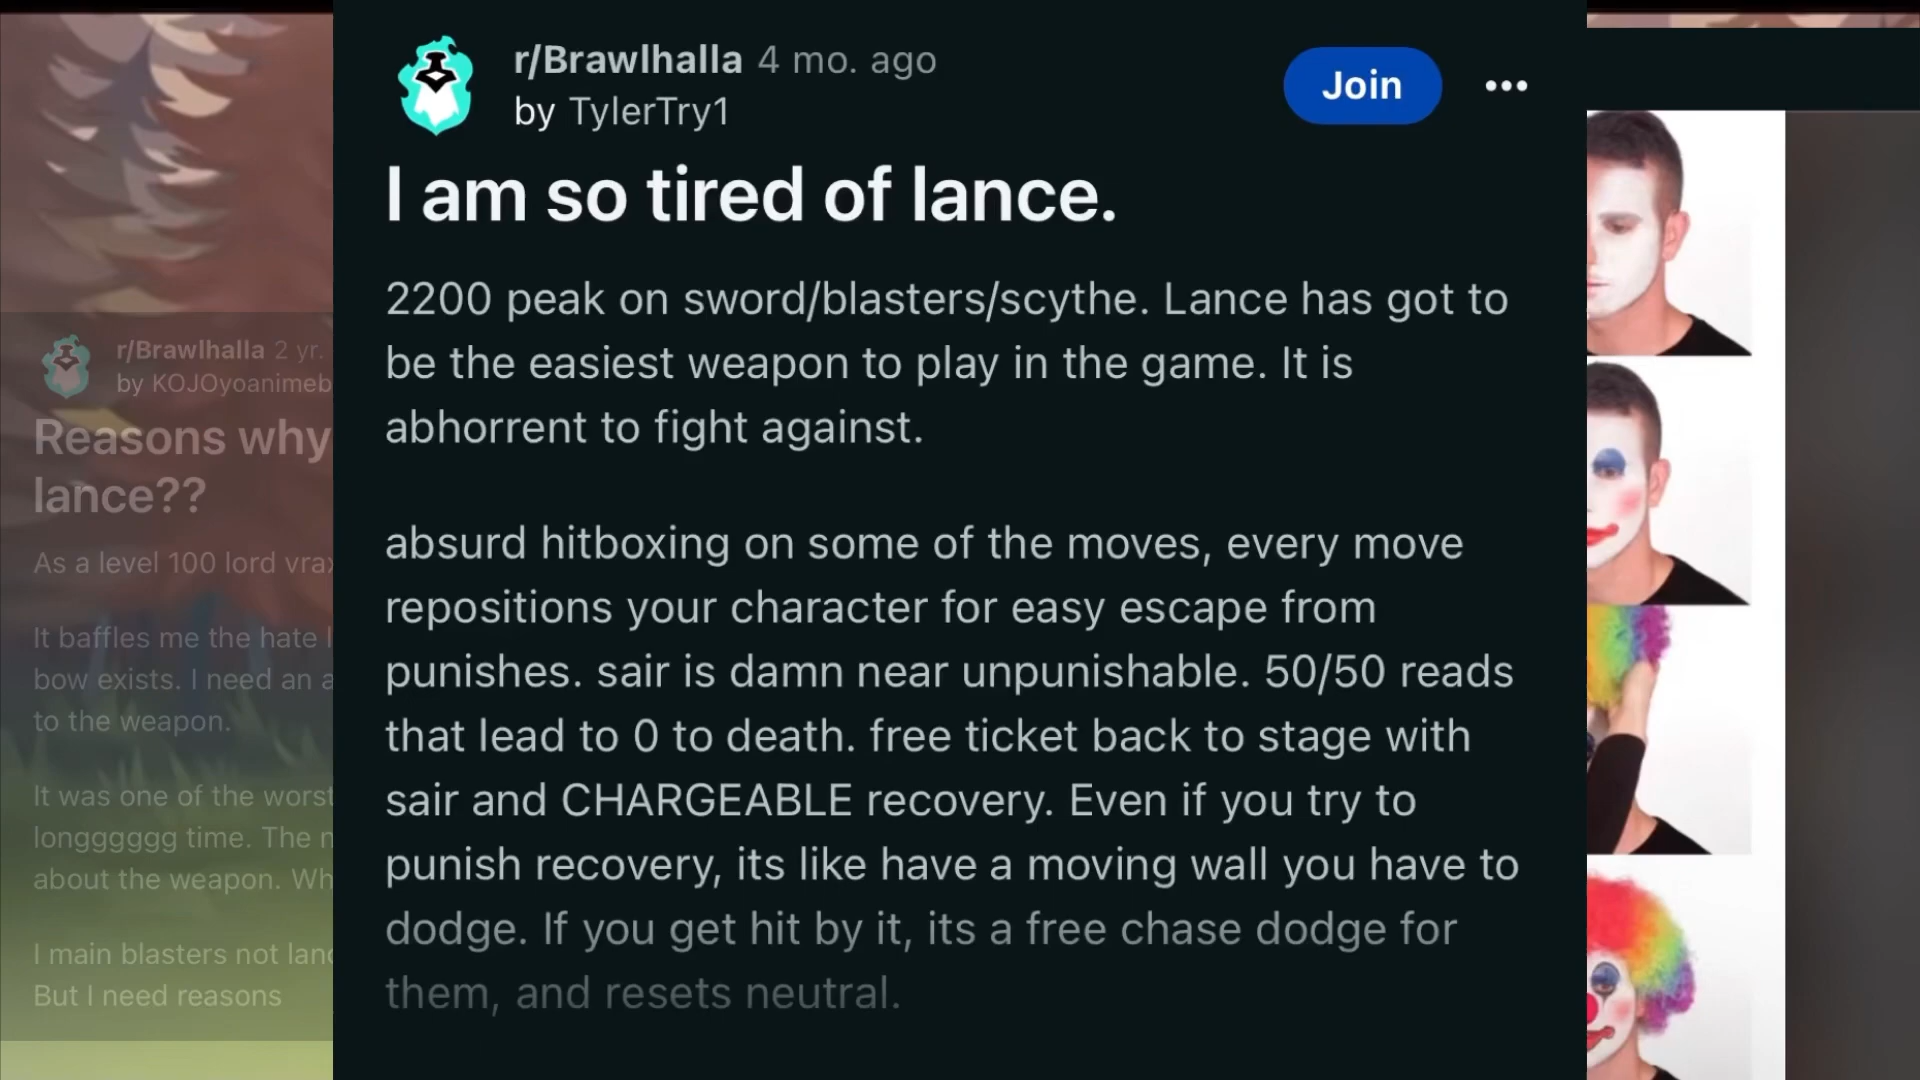 r/Brawlhalla 4 mo. ago
by TylerTry1
Join
I am so tired of lance.
2200 peak on sword/blasters/scythe. Lance has got to
be the easiest weapon to play in the game. It is
abhorrent to fight against.
absurd hitboxing on some of the moves, every move
repositions your character for easy escape from
punishes. sair is damn near unpunishable. 50/50 reads
that lead to 0 to death. free ticket back to stage with
sair and CHARGEABLE recovery. Even if you try to
punish recovery, its like have a moving wall you have to
dodge. If you get hit by it, its a free chase dodge for
them, and resets neutral.
r/Brawlhalla 2 yr.
by KOJOyoanimeb
Reasons why
lance??
As a level 100 lord vrax
It baffles me the hate l
bow exists. I need an a
to the weapon.
It was one of the worst
longggggg time. The n
about the weapon. Wh
I main blasters not lanc
But I need reasons